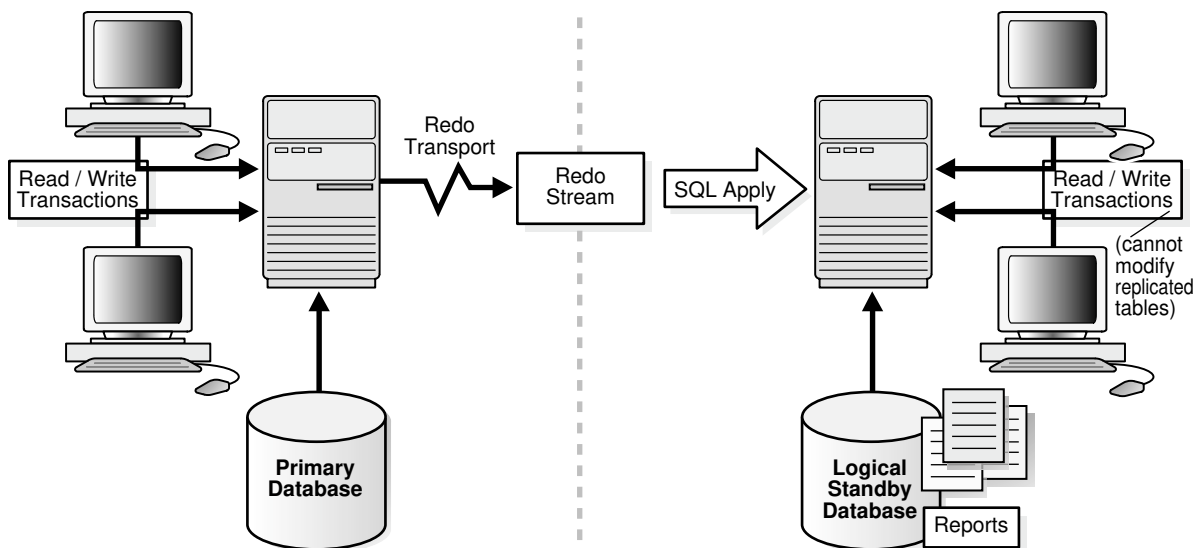 Read / Write
Transactions
Redo
Transport
Redo
Stream
SQL Apply
Read / Write
Transactions
(cannot
modify
replicated
tables)
Primary
Database
Logical
Standby
Database
Reports